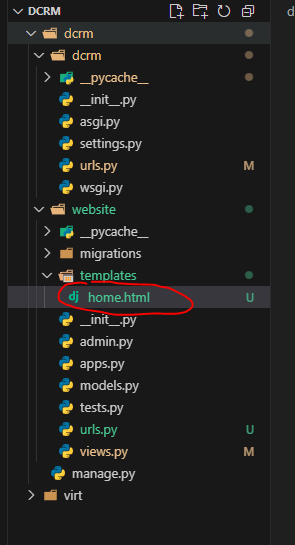 DCRM
d
dcrm
dcrm
__pycache__
__init__.py
asgi.py
settings.py
urls.py M
wsgi.py
website
__pycache__
migrations
templates
dj home.html U
__init__.py
admin.py
apps.py
models.py
tests.py
urls.py U
views.py M
manage.py
virt